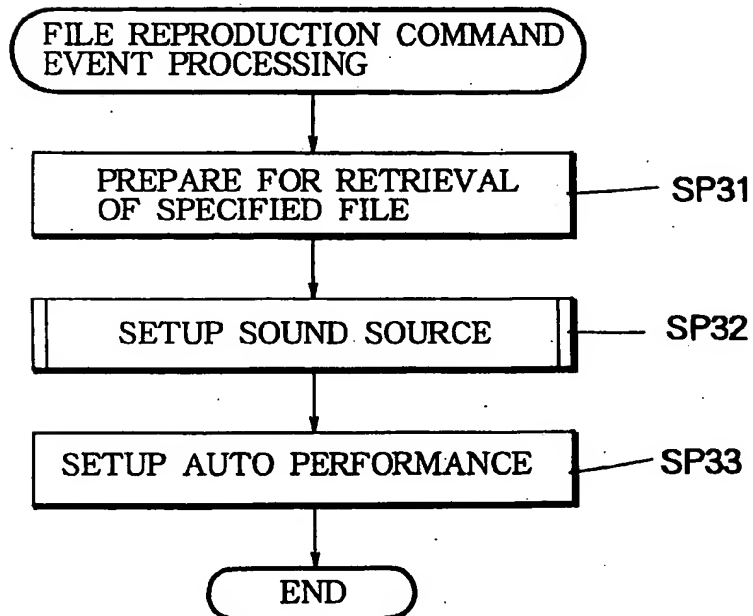 FILE REPRODUCTION COMMAND
EVENT PROCESSING
PREPARE FOR RETRIEVAL
OF SPECIFIED FILE
SP31
SETUP SOUND SOURCE
SP32
SETUP AUTO PERFORMANCE
SP33
END